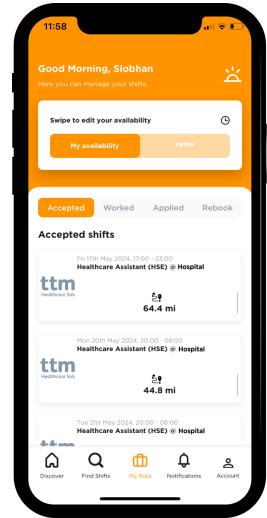 11:58
Good Morning, Siobhan
Here you can manage your shifts.
Swipe to edit your availability
My availability
swipe
Accepted Worked Applied Rebook
Accepted shifts
Fri 17th May 2024, 17:00 - 23:00
Healthcare Assistant (HSE) @ Hospital
ttm
Healthcare Solu
64.4 mi
Mon 20th May 2024, 20:00 - 08:00
Healthcare Assistant (HSE) @ Hospital
ttm
Healthcare Solu
44.8 mi
Tue 21st May 2024, 20:00 - 08:00
Healthcare Assistant (HSE) @ Hospital
ttm
Discover Find Shifts My Rota Notifications Account